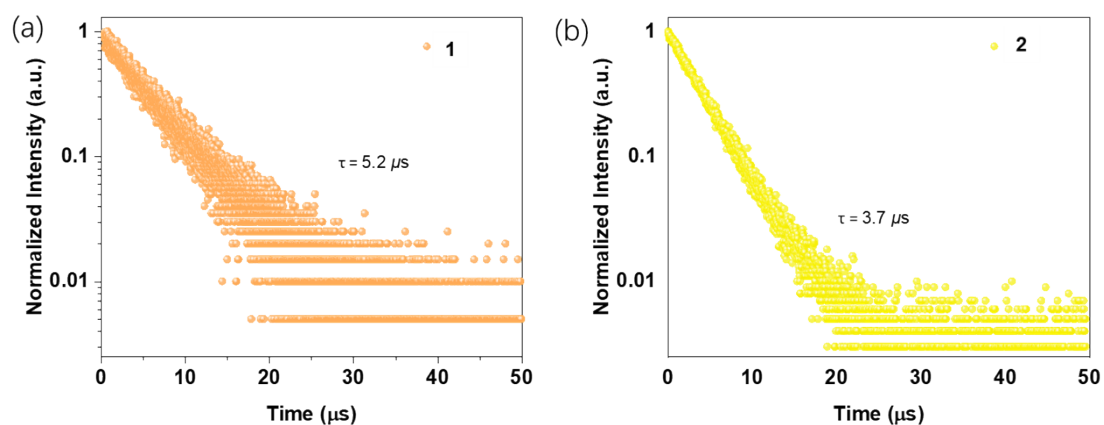 (a)
Normalized Intensity (a.u.)
1
0.1
0.01
1
τ = 5.2 μs
0 10 20 30 40 50
Time (μs)
(b)
Normalized Intensity (a.u.)
1
0.1
0.01
2
τ = 3.7 μs
0 10 20 30 40 50
Time (μs)